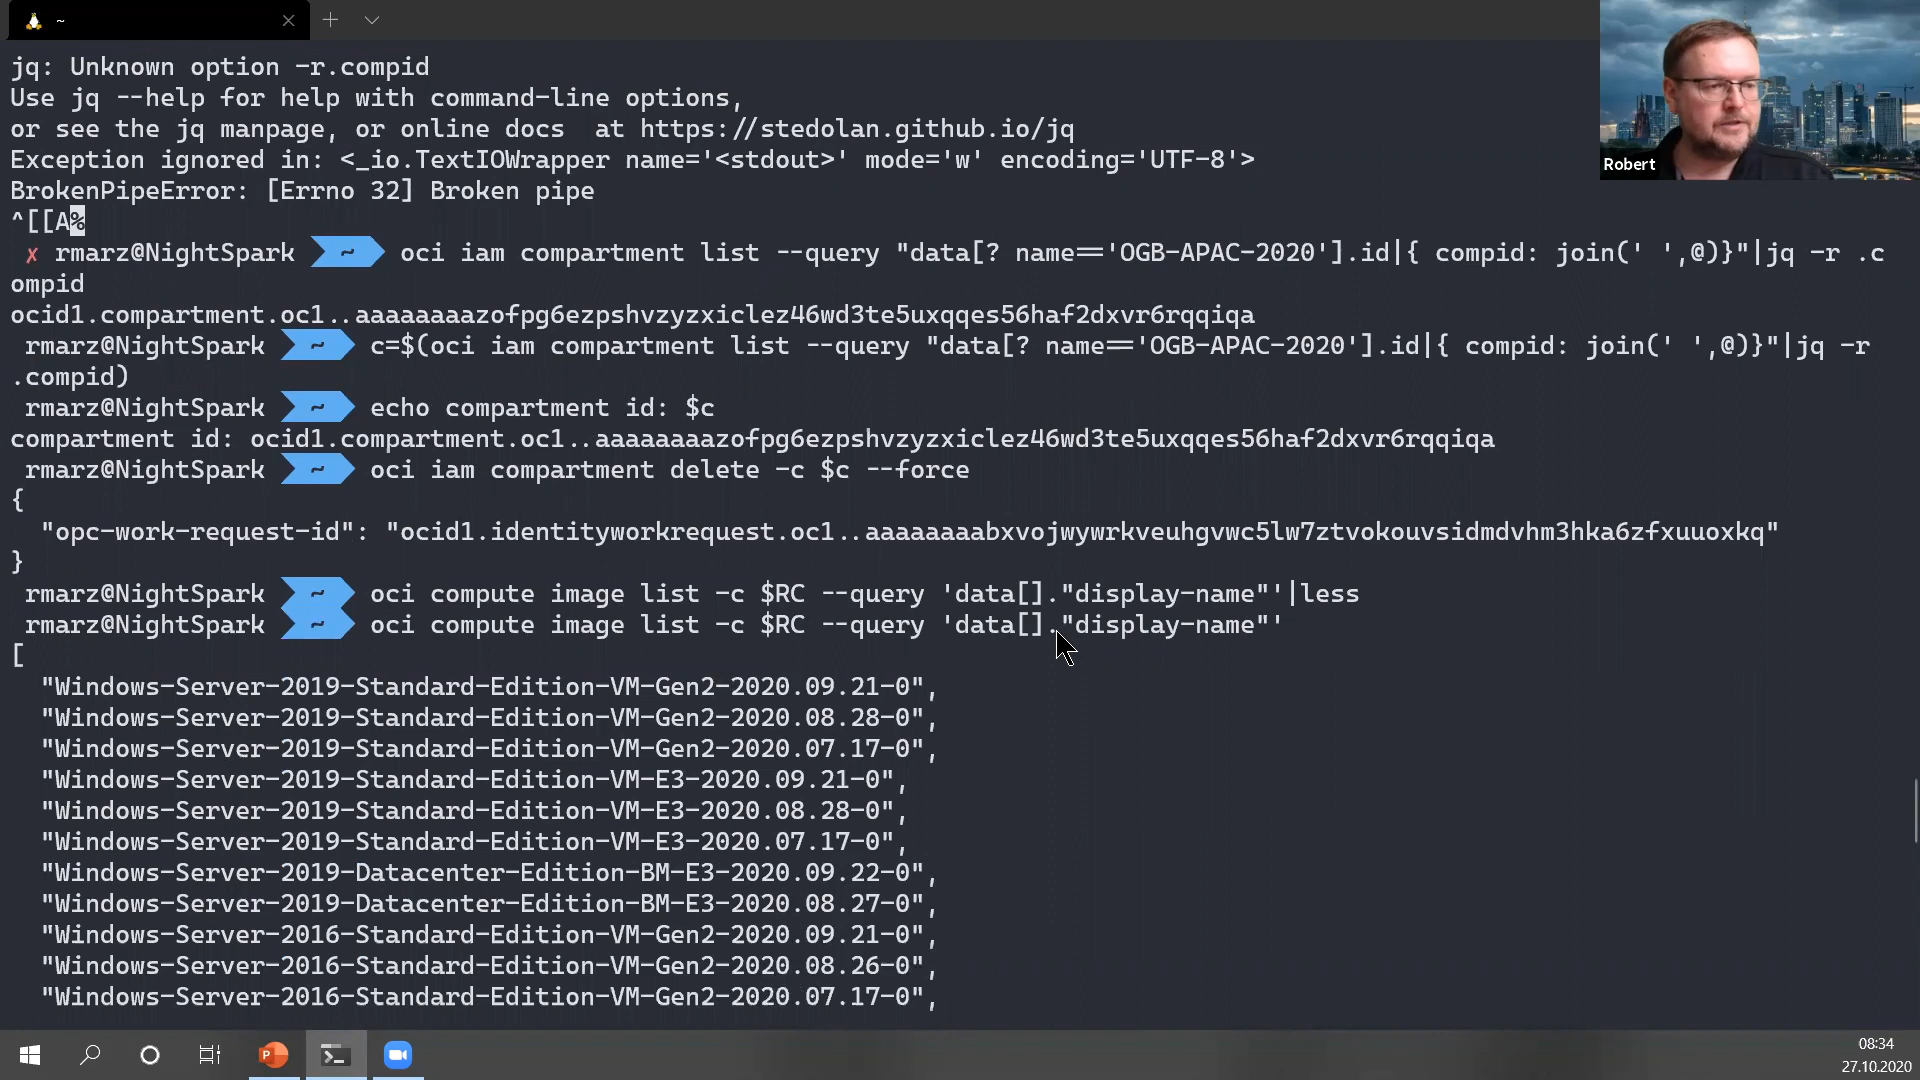 ~
jq: Unknown option -r.compid
Use jq --help for help with command-line options,
or see the jq manpage, or online docs  at https://stedolan.github.io/jq
Exception ignored in: <_io.TextIOWrapper name='<stdout>' mode='w' encoding='UTF-8'>
BrokenPipeError: [Errno 32] Broken pipe
^[[A%
✗ rmarz@NightSpark ~ oci iam compartment list --query "data[? name=='OGB-APAC-2020'].id|{ compid: join(' ',@)}"|jq -r .c
ompid
ocid1.compartment.oc1..aaaaaaaazofpg6ezpshvzyzxiclez46wd3te5uxqqes56haf2dxvr6rqqiqa
rmarz@NightSpark ~ c=$(oci iam compartment list --query "data[? name=='OGB-APAC-2020'].id|{ compid: join(' ',@)}"|jq -r
.compid)
rmarz@NightSpark ~ echo compartment id: $c
compartment id: ocid1.compartment.oc1..aaaaaaaazofpg6ezpshvzyzxiclez46wd3te5uxqqes56haf2dxvr6rqqiqa
rmarz@NightSpark ~ oci iam compartment delete -c $c --force
{
"opc-work-request-id": "ocid1.identityworkrequest.oc1..aaaaaaaabxvojwywrkveuhgvwc5lw7ztvokouvsidmdvhm3hka6zfxuuoxkq"
}
rmarz@NightSpark ~ oci compute image list -c $RC --query 'data[]."display-name"'|less
rmarz@NightSpark ~ oci compute image list -c $RC --query 'data[]."display-name"'
[
"Windows-Server-2019-Standard-Edition-VM-Gen2-2020.09.21-0",
"Windows-Server-2019-Standard-Edition-VM-Gen2-2020.08.28-0",
"Windows-Server-2019-Standard-Edition-VM-Gen2-2020.07.17-0",
"Windows-Server-2019-Standard-Edition-VM-E3-2020.09.21-0",
"Windows-Server-2019-Standard-Edition-VM-E3-2020.08.28-0",
"Windows-Server-2019-Standard-Edition-VM-E3-2020.07.17-0",
"Windows-Server-2019-Datacenter-Edition-BM-E3-2020.09.22-0",
"Windows-Server-2019-Datacenter-Edition-BM-E3-2020.08.27-0",
"Windows-Server-2016-Standard-Edition-VM-Gen2-2020.09.21-0",
"Windows-Server-2016-Standard-Edition-VM-Gen2-2020.08.26-0",
"Windows-Server-2016-Standard-Edition-VM-Gen2-2020.07.17-0",
Robert
08:34
27.10.2020